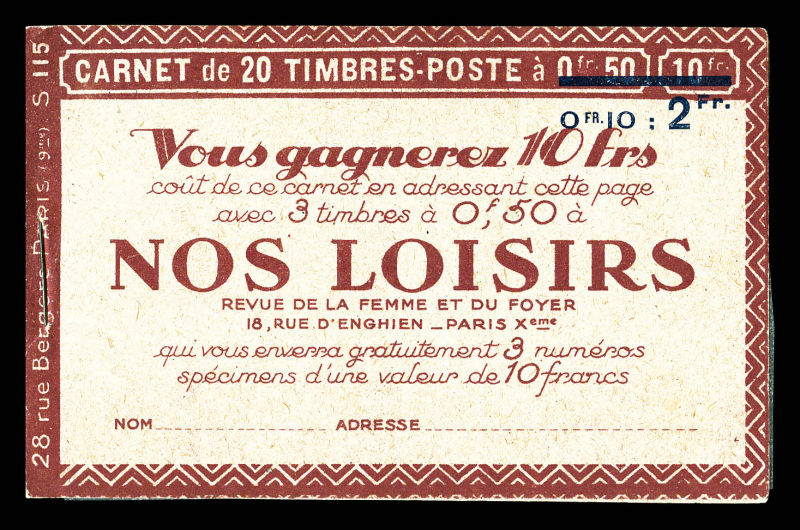 CARNET de 20 TIMBRES-POSTE à 0 fr. 50 10 fr.
0 FR. 10 : 2 Fr.
Vous gagnerez 10 frs
coût de ce carnet en adressant cette page
avec 3 timbres à 0f, 50 à
NOS LOISIRS
REVUE DE LA FEMME ET DU FOYER
18, RUE D'ENGHIEN _ PARIS Xeme
qui vous enverra gratuitement 3 numéros
spécimens d'une valeur de 10 francs
NOM ADRESSE
28 rue Bergère PARIS (9me) S 115